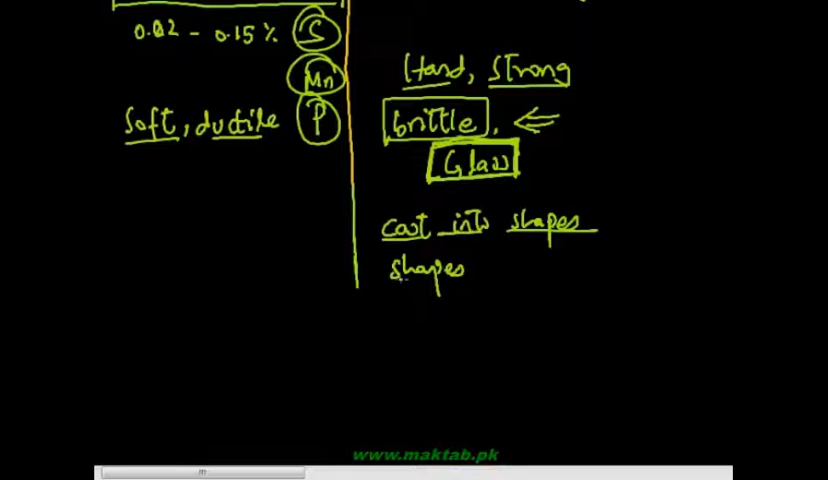 0.02 - 0.15 % S
Mn
Soft, ductile P
Hard, strong
brittle.
Glass
cast into shapes
shapes
www.maktab.pk